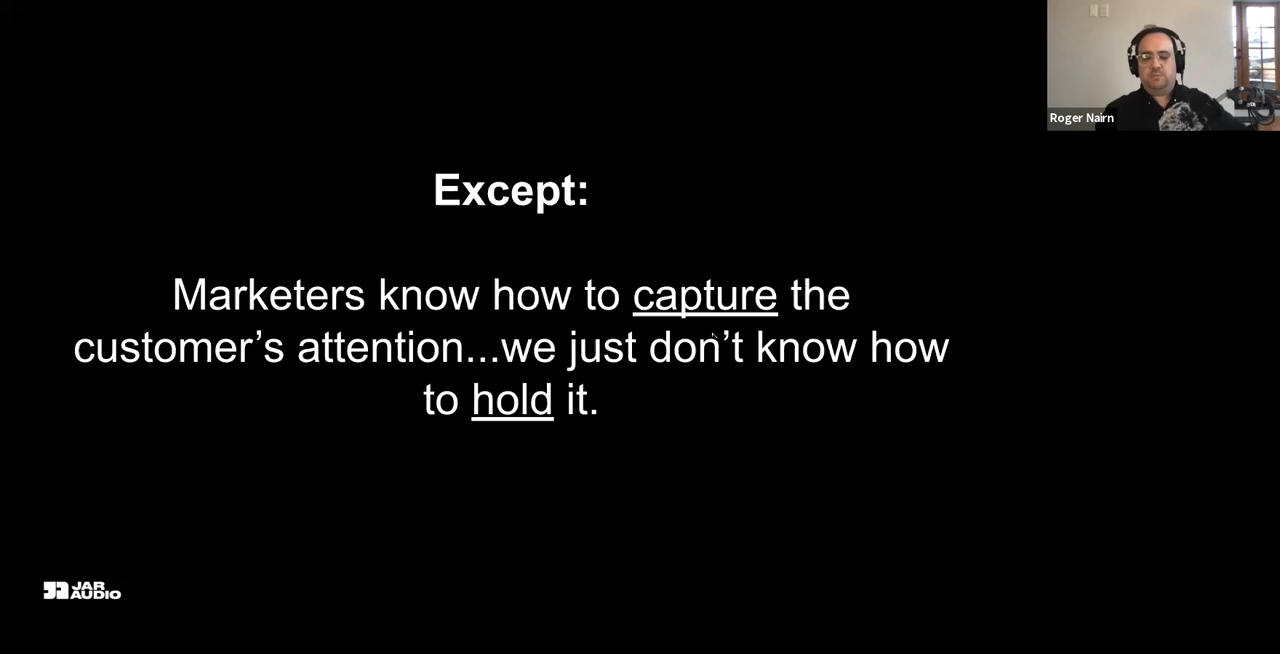 Roger Nairn
Except:
Marketers know how to capture the
customer’s attention...we just don’t know how
to hold it.
JAR
AUDIO